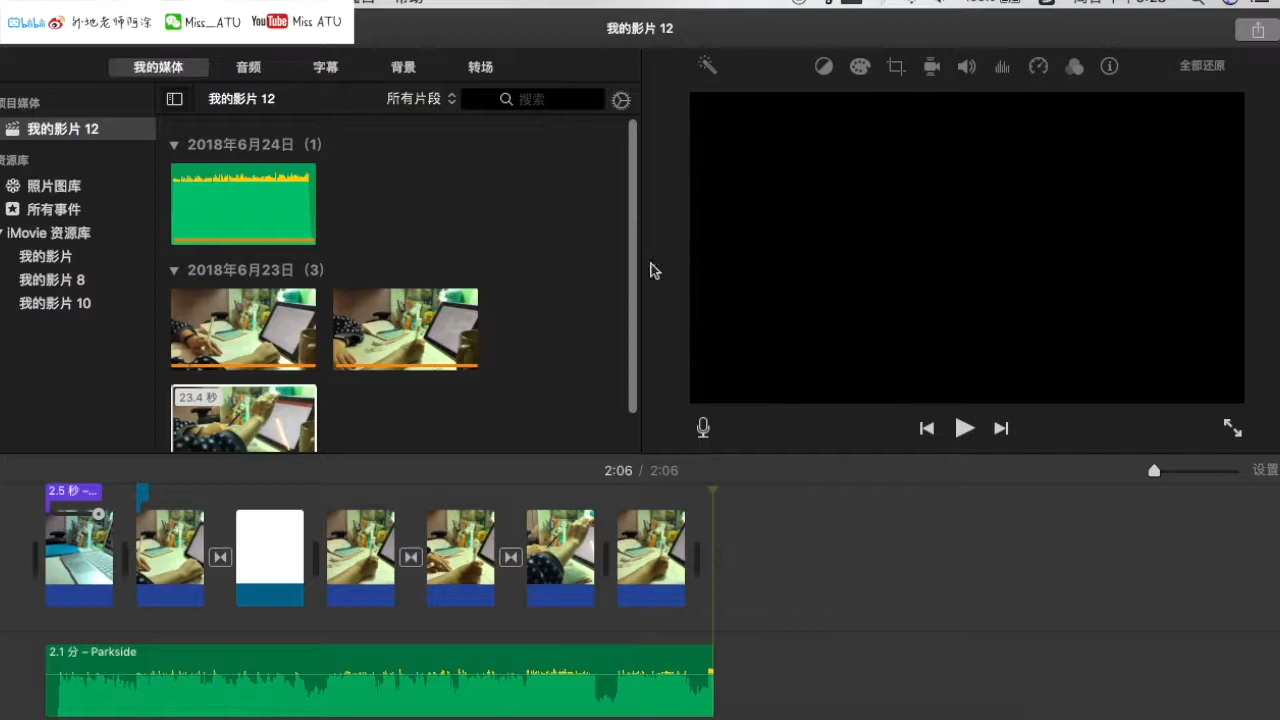 bilibili 外地老师阿涂 Miss_ATU YouTube Miss ATU
我的影片 12
我的媒体 音频 字幕 背景 转场
全部还原
项目媒体
我的影片 12 所有片段 搜索
我的影片 12
2018年6月24日 (1)
资源库
照片图库
所有事件
iMovie 资源库
我的影片
2018年6月23日 (3)
我的影片 8
我的影片 10
23.4 秒
2:06 / 2:06
设置
2.5 秒 –...
2.1 分 – Parkside